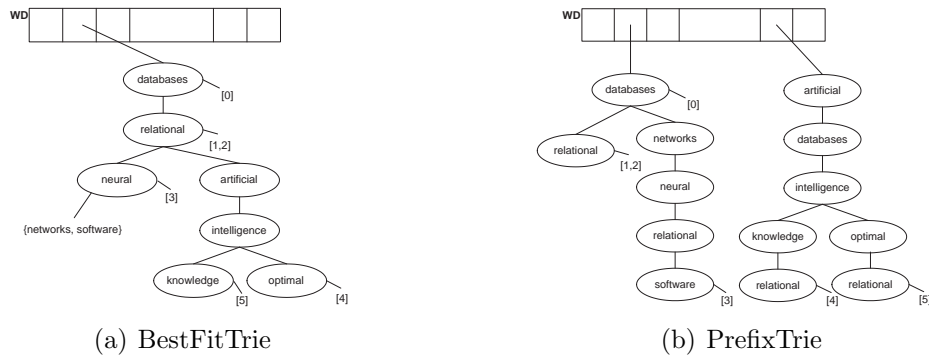 WD
databases
[0]
relational
[1,2]
neural
[3]
artificial
{networks, software}
intelligence
knowledge
[5]
optimal
[4]
(a) BestFitTrie
WD
databases
[0]
artificial
relational
[1,2]
networks
databases
neural
intelligence
relational
knowledge
optimal
software
[3]
relational
[4]
relational
[5]
(b) PrefixTrie